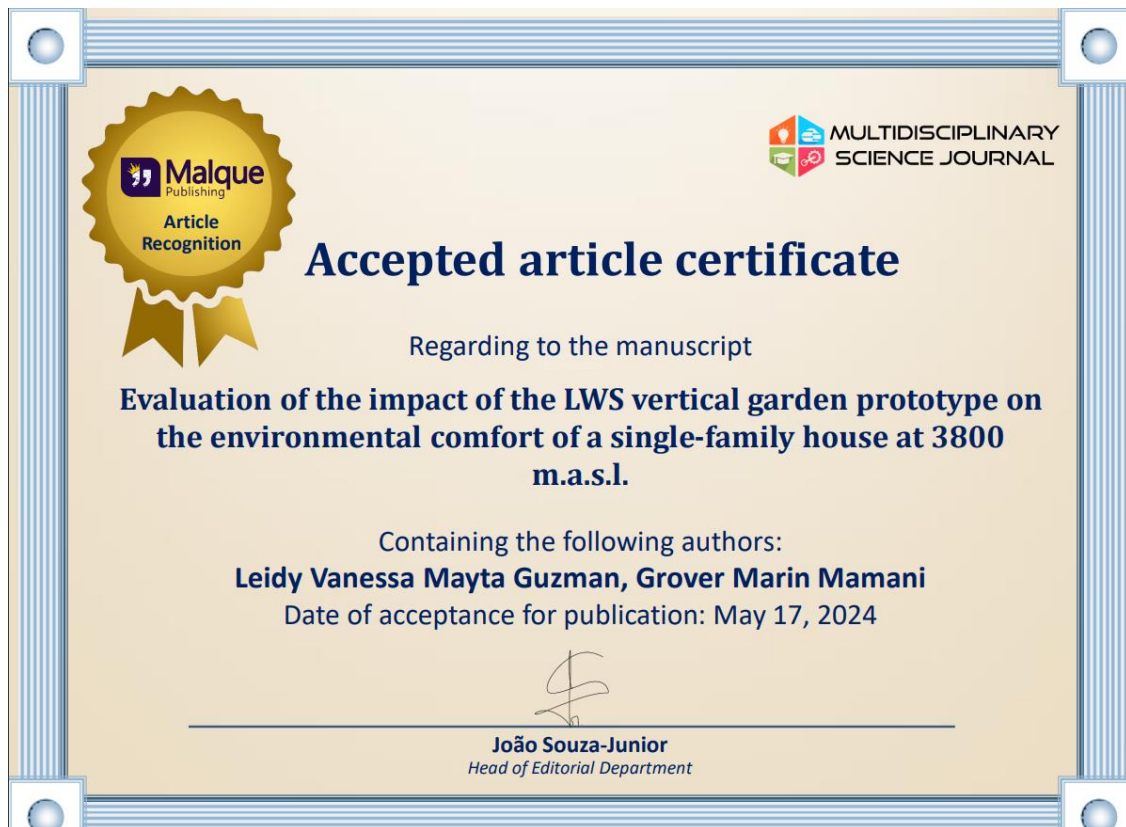 Malque
Publishing
Article
Recognition
MULTIDISCIPLINARY
SCIENCE JOURNAL
Accepted article certificate
Regarding to the manuscript
Evaluation of the impact of the LWS vertical garden prototype on
the environmental comfort of a single-family house at 3800
m.a.s.l.
Containing the following authors:
Leidy Vanessa Mayta Guzman, Grover Marin Mamani
Date of acceptance for publication: May 17, 2024
João Souza-Junior
Head of Editorial Department